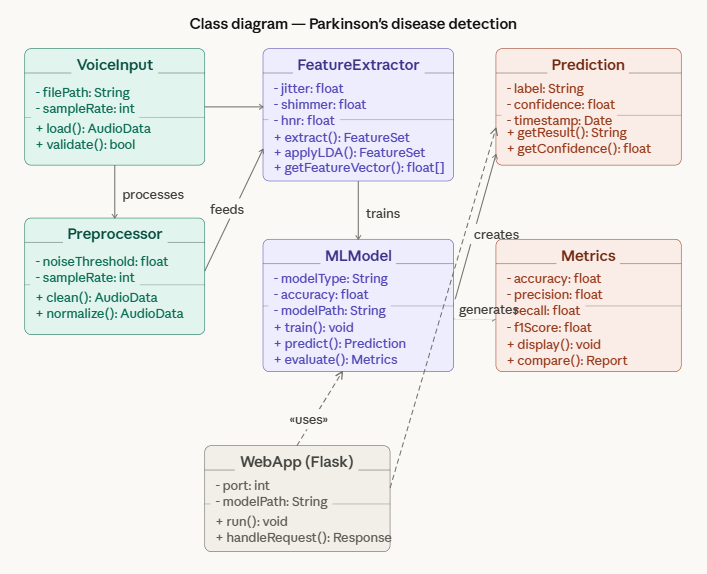 Class diagram — Parkinson's disease detection
VoiceInput
- filePath: String
- sampleRate: int
+ load(): AudioData
+ validate(): bool
FeatureExtractor
- jitter: float
- shimmer: float
- hnr: float
+ extract(): FeatureSet
+ applyLDA(): FeatureSet
+ getFeatureVector(): float[]
Prediction
- label: String
- confidence: float
- timestamp: Date
+ getResult(): String
+ getConfidence(): float
processes
feeds
trains
creates
generates
Preprocessor
- noiseThreshold: float
- sampleRate: int
+ clean(): AudioData
+ normalize(): AudioData
MLModel
- modelType: String
- accuracy: float
- modelPath: String
+ train(): void
+ predict(): Prediction
+ evaluate(): Metrics
Metrics
- accuracy: float
- precision: float
- recall: float
- f1Score: float
+ display(): void
+ compare(): Report
«uses»
WebApp (Flask)
- port: int
- modelPath: String
+ run(): void
+ handleRequest(): Response